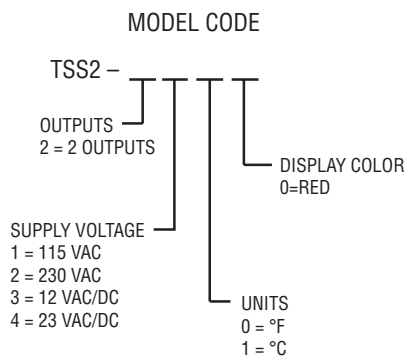 MODEL CODE
TSS2 –
OUTPUTS
2 = 2 OUTPUTS
DISPLAY COLOR
0=RED
SUPPLY VOLTAGE
1 = 115 VAC
2 = 230 VAC
3 = 12 VAC/DC
4 = 23 VAC/DC
UNITS
0 = °F
1 = °C